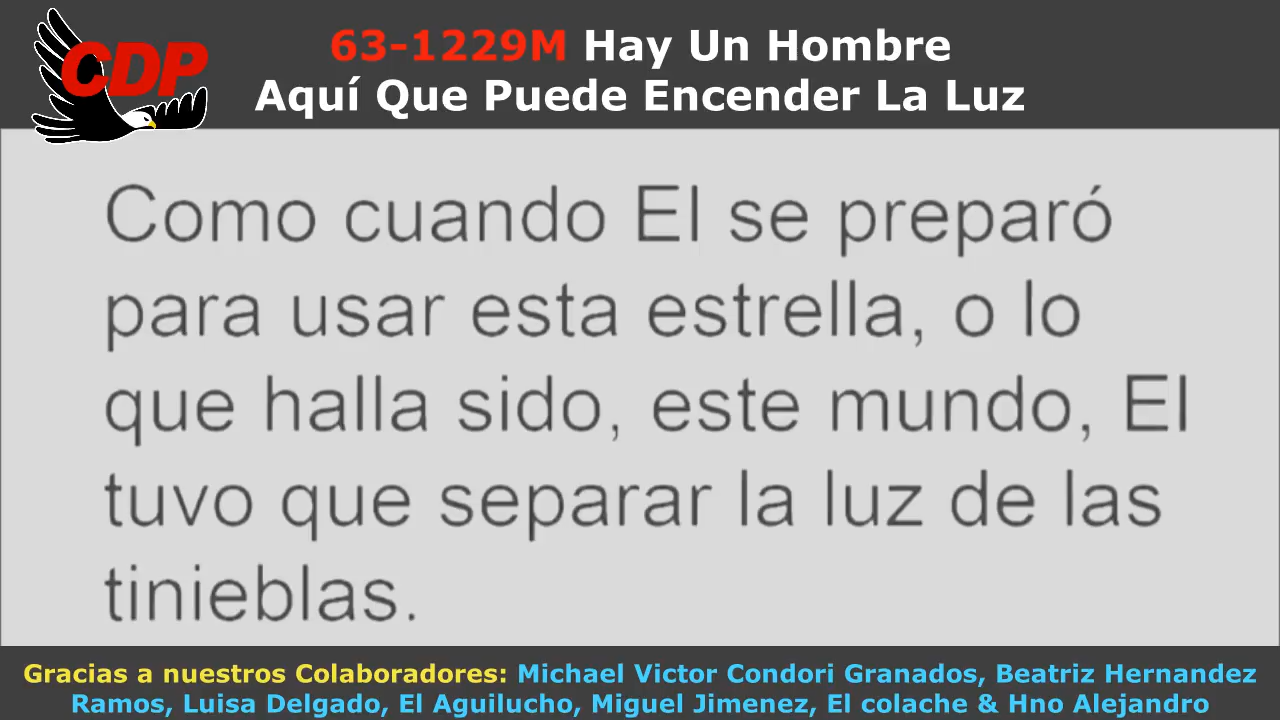 CDP
63-1229M Hay Un Hombre
Aquí Que Puede Encender La Luz
Como cuando El se preparó
para usar esta estrella, o lo
que halla sido, este mundo, El
tuvo que separar la luz de las
tinieblas.
Gracias a nuestros Colaboradores: Michael Victor Condori Granados, Beatriz Hernandez
Ramos, Luisa Delgado, El Aguilucho, Miguel Jimenez, El colache & Hno Alejandro